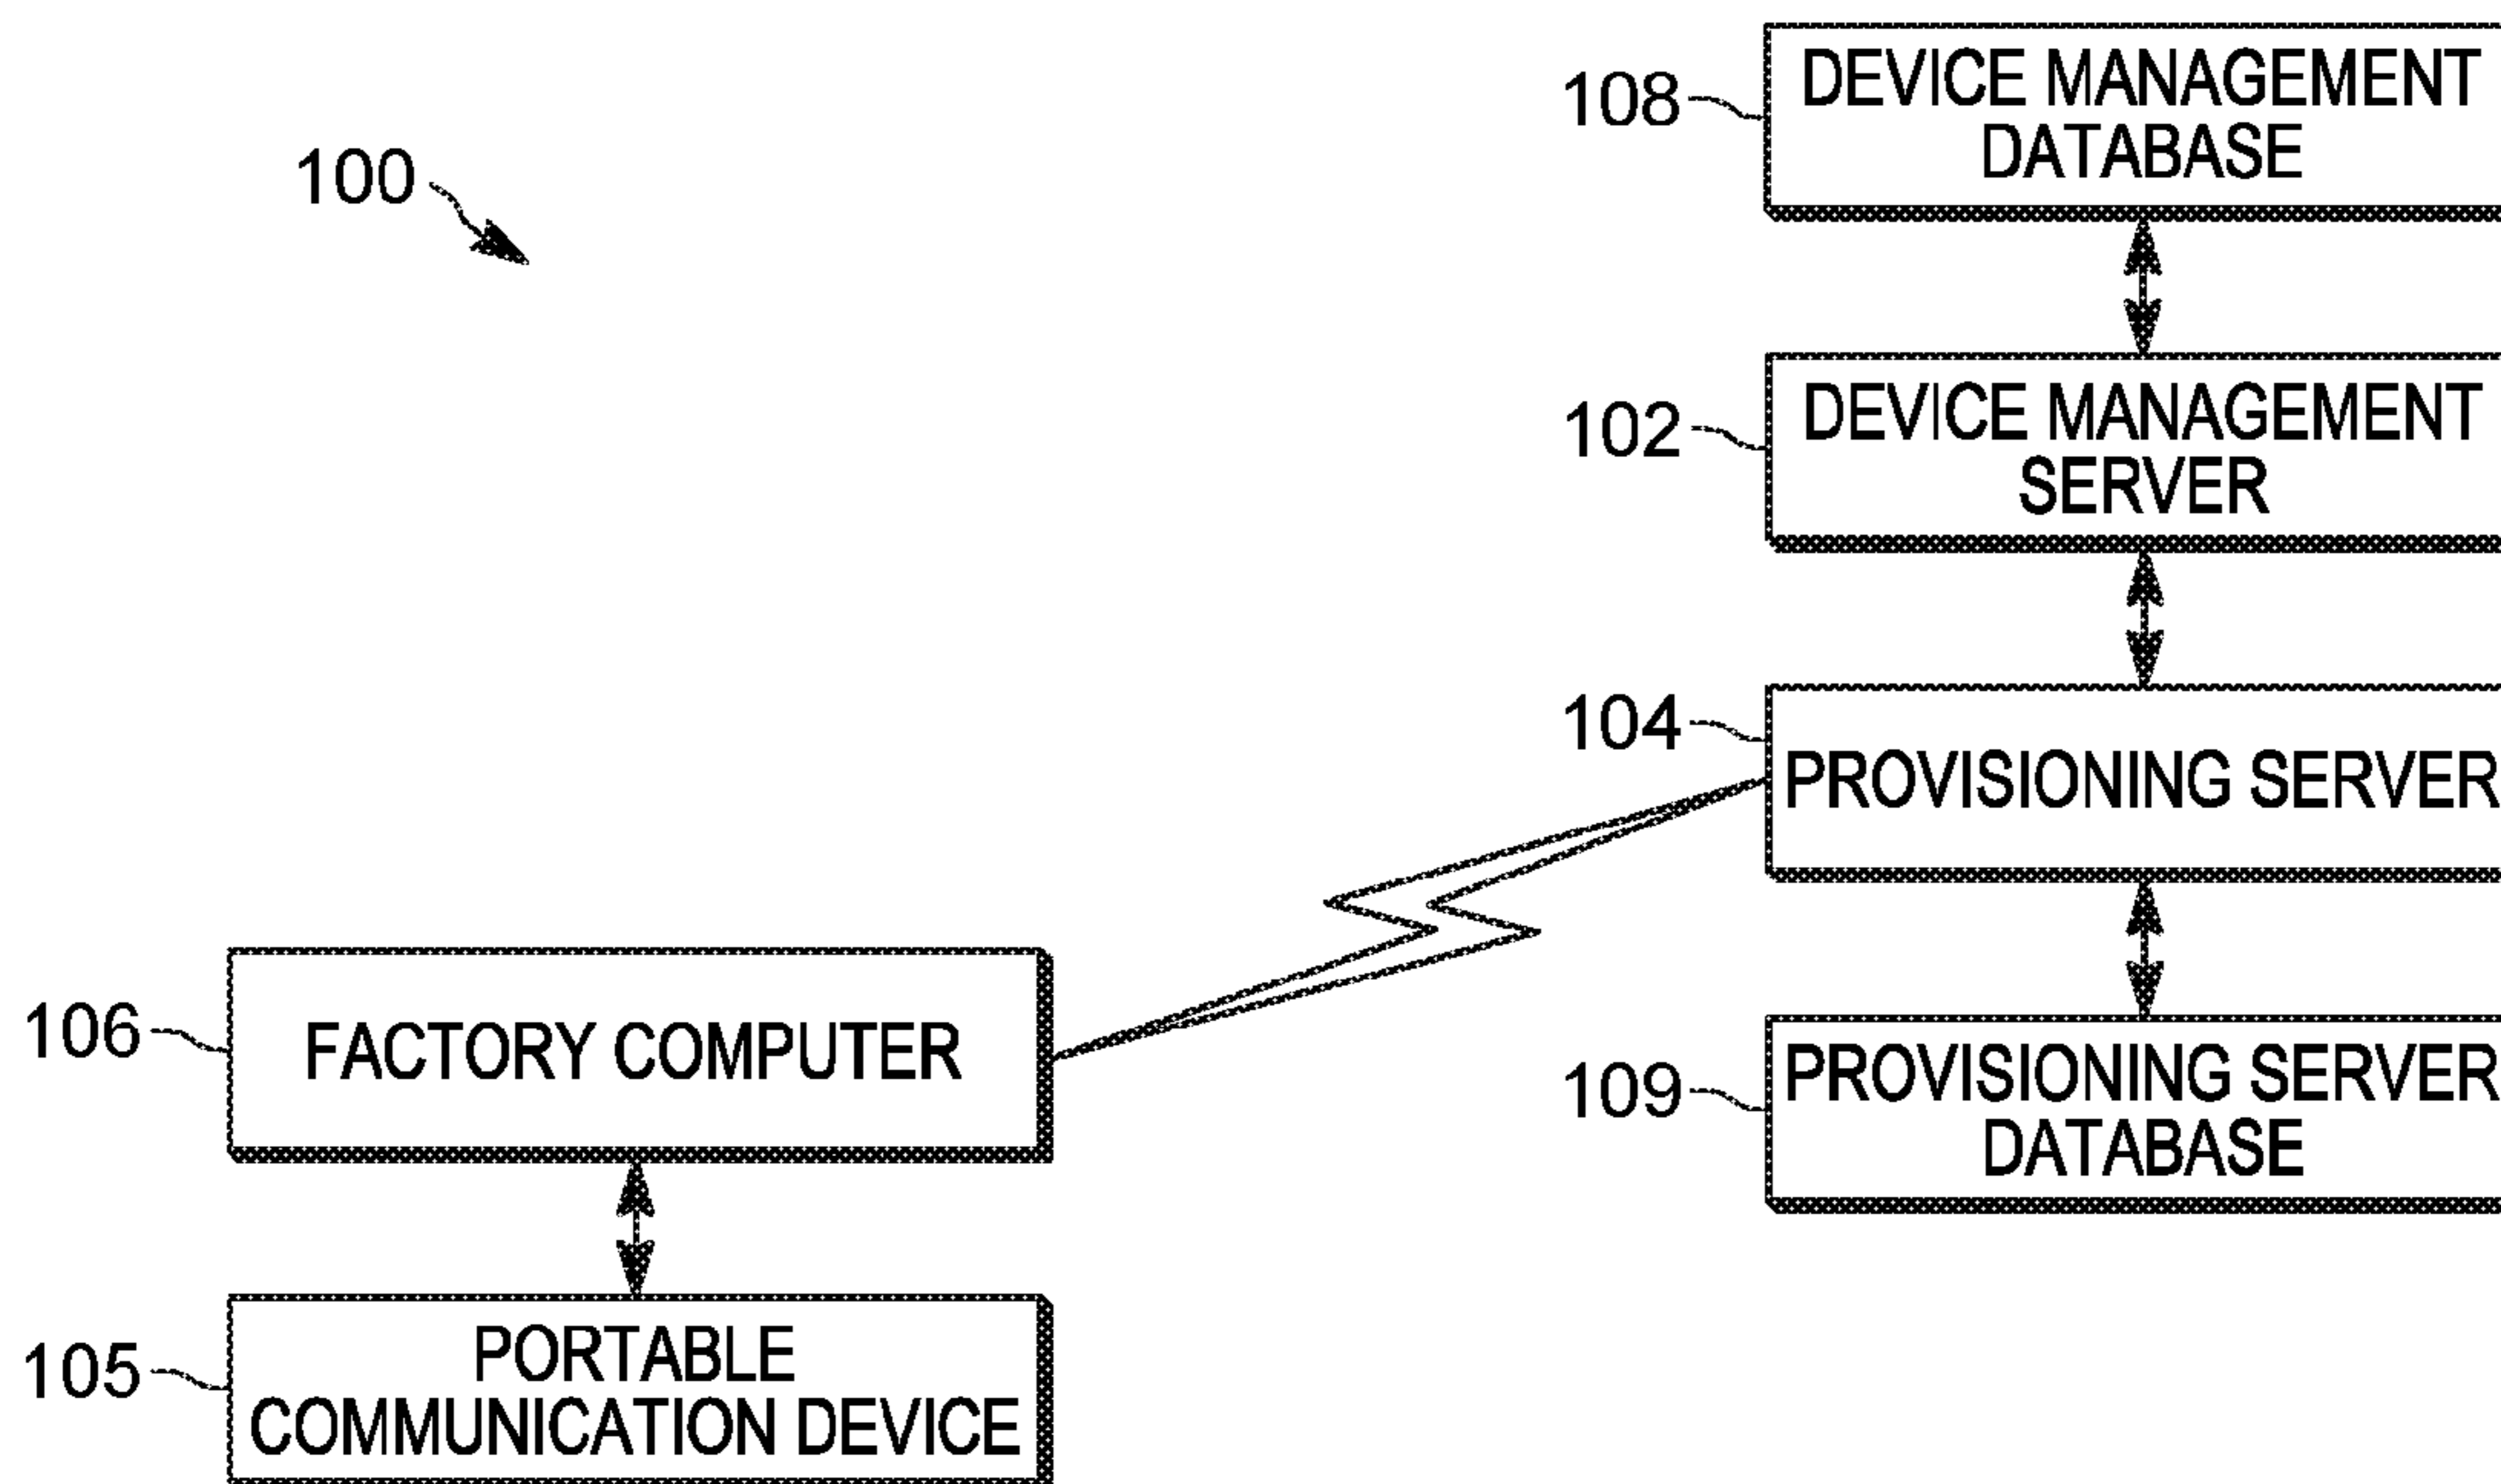 100
108
DEVICE MANAGEMENT
DATABASE
102
DEVICE MANAGEMENT
SERVER
104
PROVISIONING SERVER
106
FACTORY COMPUTER
109
PROVISIONING SERVER
DATABASE
105
PORTABLE
COMMUNICATION DEVICE